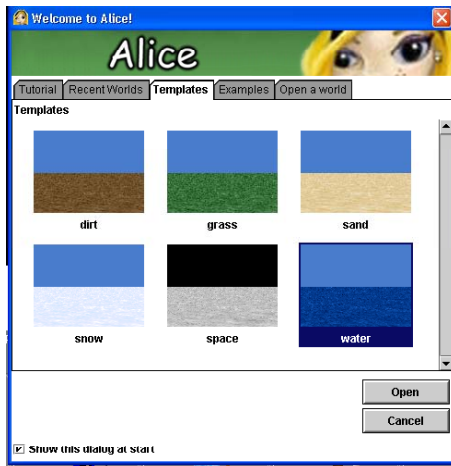 Welcome to Alice!
Alice
Tutorial Recent Worlds Templates Examples Open a world
Templates
dirt grass sand
snow space water
Open
Cancel
Show this dialog at start